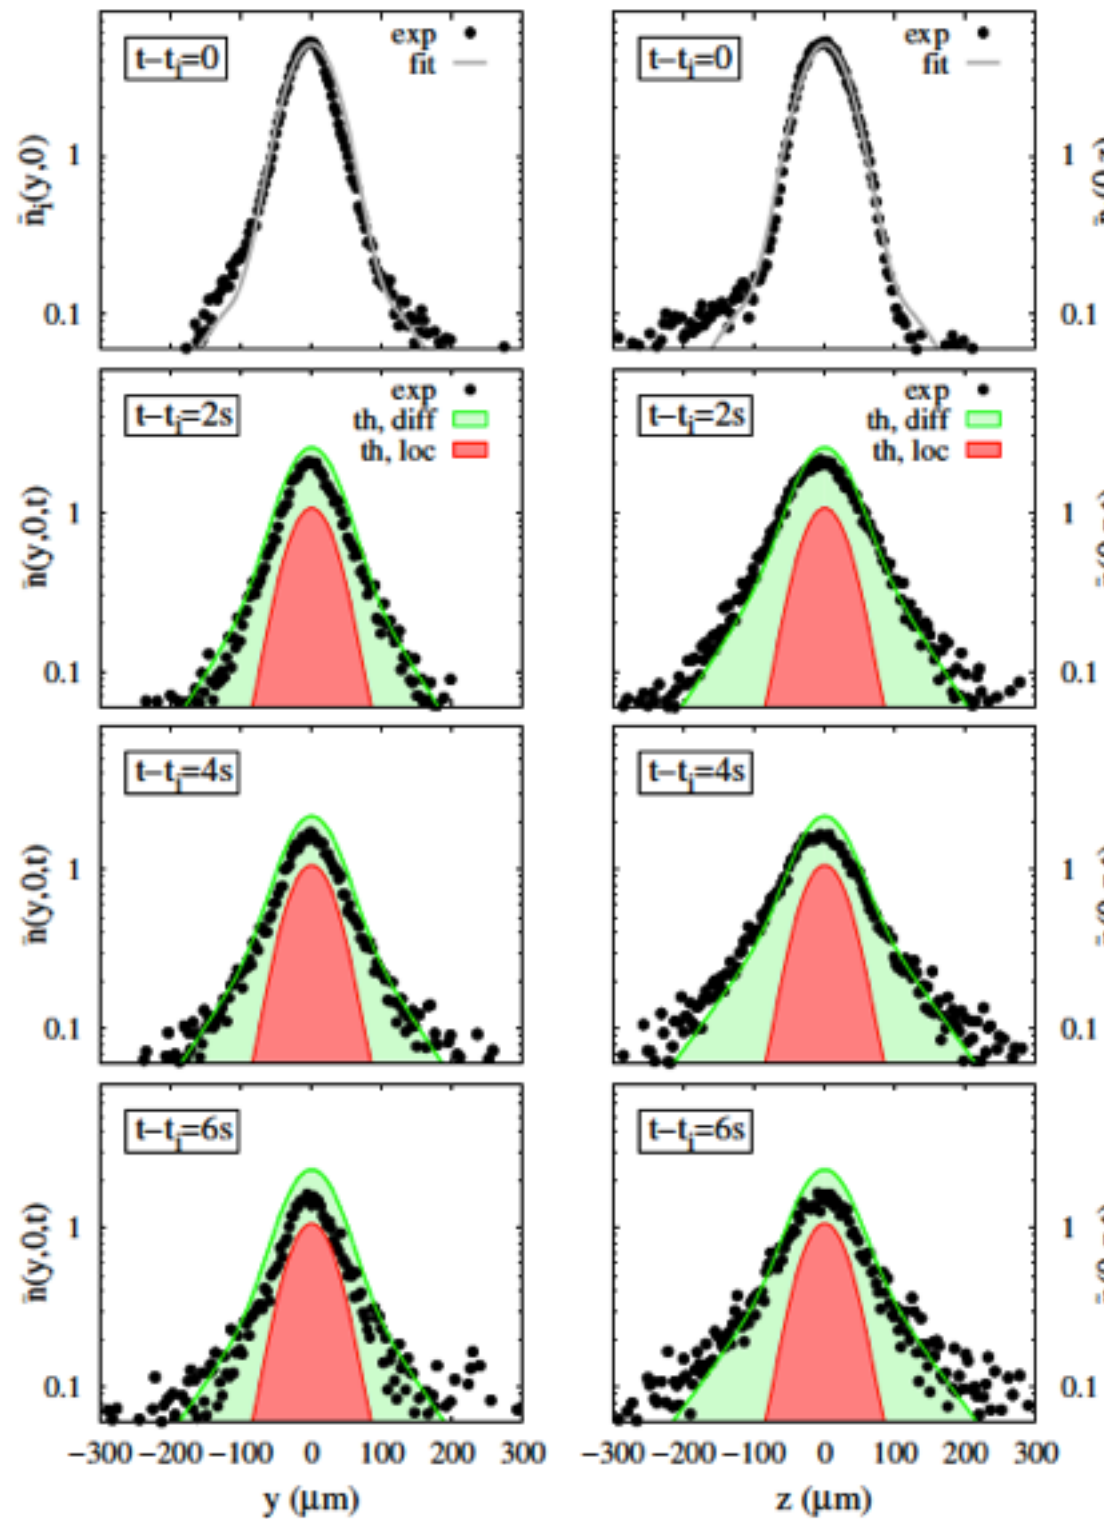 t−t_i=0 exp
fit
1
0.1
n̄_i(y,0)
t−t_i=0 exp
fit
1
0.1
t−t_i=2s exp
th, diff
th, loc
1
0.1
n̄(y,0,t)
t−t_i=2s exp
th, diff
th, loc
1
0.1
t−t_i=4s
1
0.1
n̄(y,0,t)
t−t_i=4s
1
0.1
t−t_i=6s
1
0.1
n̄(y,0,t)
t−t_i=6s
1
0.1
−300 −200 −100 0 100 200 300
y (μm)
−300 −200 −100 0 100 200 300
z (μm)